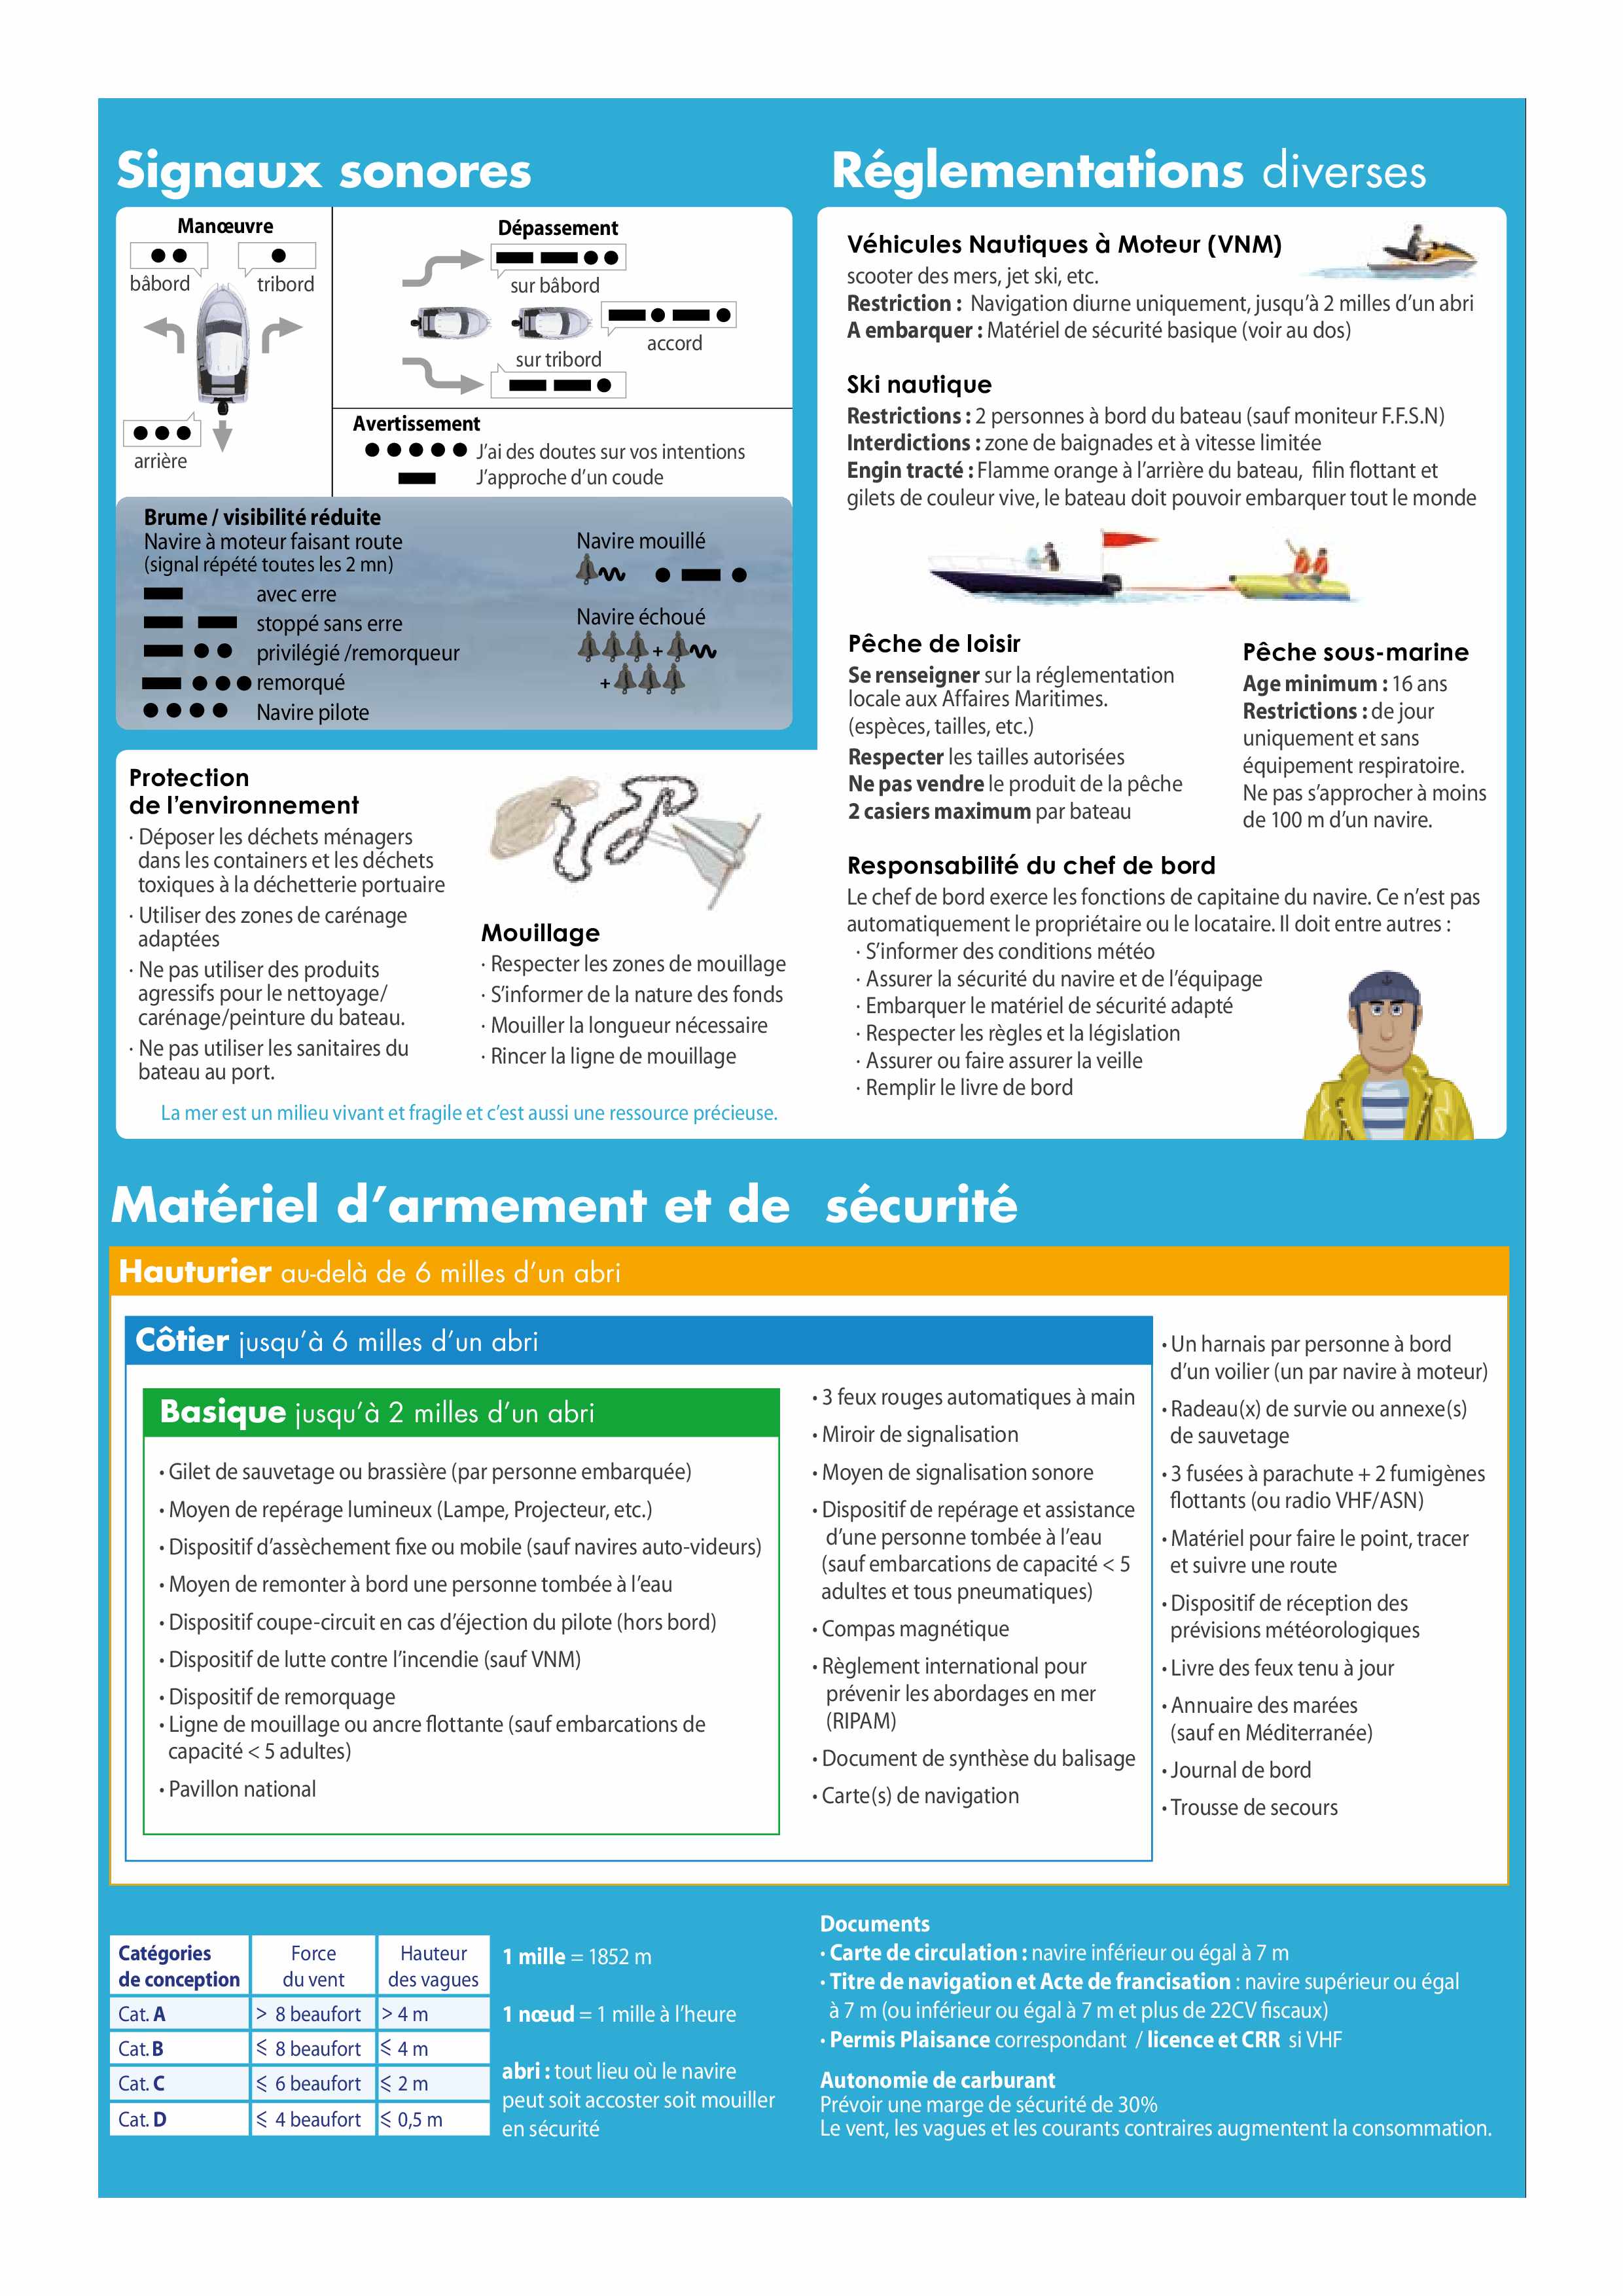 Signaux sonores
Manœuvre
bâbord
tribord
arrière
Dépassement
sur bâbord
accord
sur tribord
Avertissement
J'ai des doutes sur vos intentions
J'approche d'un coude
Brume / visibilité réduite
Navire à moteur faisant route
(signal répété toutes les 2 mn)
avec erre
stoppé sans erre
privilégié /remorqueur
remorqué
Navire pilote
Navire mouillé
Navire échoué
+
+
Protection
de l'environnement
· Déposer les déchets ménagers
dans les containers et les déchets
toxiques à la déchetterie portuaire
· Utiliser des zones de carénage
adaptées
· Ne pas utiliser des produits
agressifs pour le nettoyage/
carénage/peinture du bateau.
· Ne pas utiliser les sanitaires du
bateau au port.
Mouillage
· Respecter les zones de mouillage
· S'informer de la nature des fonds
· Mouiller la longueur nécessaire
· Rincer la ligne de mouillage
La mer est un milieu vivant et fragile et c'est aussi une ressource précieuse.
Réglementations diverses
Véhicules Nautiques à Moteur (VNM)
scooter des mers, jet ski, etc.
Restriction : Navigation diurne uniquement, jusqu'à 2 milles d'un abri
A embarquer : Matériel de sécurité basique (voir au dos)
Ski nautique
Restrictions : 2 personnes à bord du bateau (sauf moniteur F.F.S.N)
Interdictions : zone de baignades et à vitesse limitée
Engin tracté : Flamme orange à l'arrière du bateau, filin flottant et
gilets de couleur vive, le bateau doit pouvoir embarquer tout le monde
Pêche de loisir
Se renseigner sur la réglementation
locale aux Affaires Maritimes.
(espèces, tailles, etc.)
Respecter les tailles autorisées
Ne pas vendre le produit de la pêche
2 casiers maximum par bateau
Pêche sous-marine
Age minimum : 16 ans
Restrictions : de jour
uniquement et sans
équipement respiratoire.
Ne pas s'approcher à moins
de 100 m d'un navire.
Responsabilité du chef de bord
Le chef de bord exerce les fonctions de capitaine du navire. Ce n'est pas
automatiquement le propriétaire ou le locataire. Il doit entre autres :
· S'informer des conditions météo
· Assurer la sécurité du navire et de l'équipage
· Embarquer le matériel de sécurité adapté
· Respecter les règles et la législation
· Assurer ou faire assurer la veille
· Remplir le livre de bord
Matériel d'armement et de sécurité
Hauturier au-delà de 6 milles d'un abri
Côtier jusqu'à 6 milles d'un abri
Basique jusqu'à 2 milles d'un abri
• Gilet de sauvetage ou brassière (par personne embarquée)
• Moyen de repérage lumineux (Lampe, Projecteur, etc.)
• Dispositif d'assèchement fixe ou mobile (sauf navires auto-videurs)
• Moyen de remonter à bord une personne tombée à l'eau
• Dispositif coupe-circuit en cas d'éjection du pilote (hors bord)
• Dispositif de lutte contre l'incendie (sauf VNM)
• Dispositif de remorquage
• Ligne de mouillage ou ancre flottante (sauf embarcations de
capacité < 5 adultes)
• Pavillon national
• 3 feux rouges automatiques à main
• Miroir de signalisation
• Moyen de signalisation sonore
• Dispositif de repérage et assistance
d'une personne tombée à l'eau
(sauf embarcations de capacité < 5
adultes et tous pneumatiques)
• Compas magnétique
• Règlement international pour
prévenir les abordages en mer
(RIPAM)
• Document de synthèse du balisage
• Carte(s) de navigation
• Un harnais par personne à bord
d'un voilier (un par navire à moteur)
• Radeau(x) de survie ou annexe(s)
de sauvetage
• 3 fusées à parachute + 2 fumigènes
flottants (ou radio VHF/ASN)
• Matériel pour faire le point, tracer
et suivre une route
• Dispositif de réception des
prévisions météorologiques
• Livre des feux tenu à jour
• Annuaire des marées
(sauf en Méditerranée)
• Journal de bord
• Trousse de secours
Catégories de conception | Force du vent | Hauteur des vagues
Cat. A > 8 beaufort > 4 m
Cat. B ⩽ 8 beaufort ⩽ 4 m
Cat. C ⩽ 6 beaufort ⩽ 2 m
Cat. D ⩽ 4 beaufort ⩽ 0,5 m
1 mille = 1852 m
1 nœud = 1 mille à l'heure
abri : tout lieu où le navire
peut soit accoster soit mouiller
en sécurité
Documents
• Carte de circulation : navire inférieur ou égal à 7 m
• Titre de navigation et Acte de francisation : navire supérieur ou égal
à 7 m (ou inférieur ou égal à 7 m et plus de 22CV fiscaux)
• Permis Plaisance correspondant / licence et CRR si VHF
Autonomie de carburant
Prévoir une marge de sécurité de 30%
Le vent, les vagues et les courants contraires augmentent la consommation.